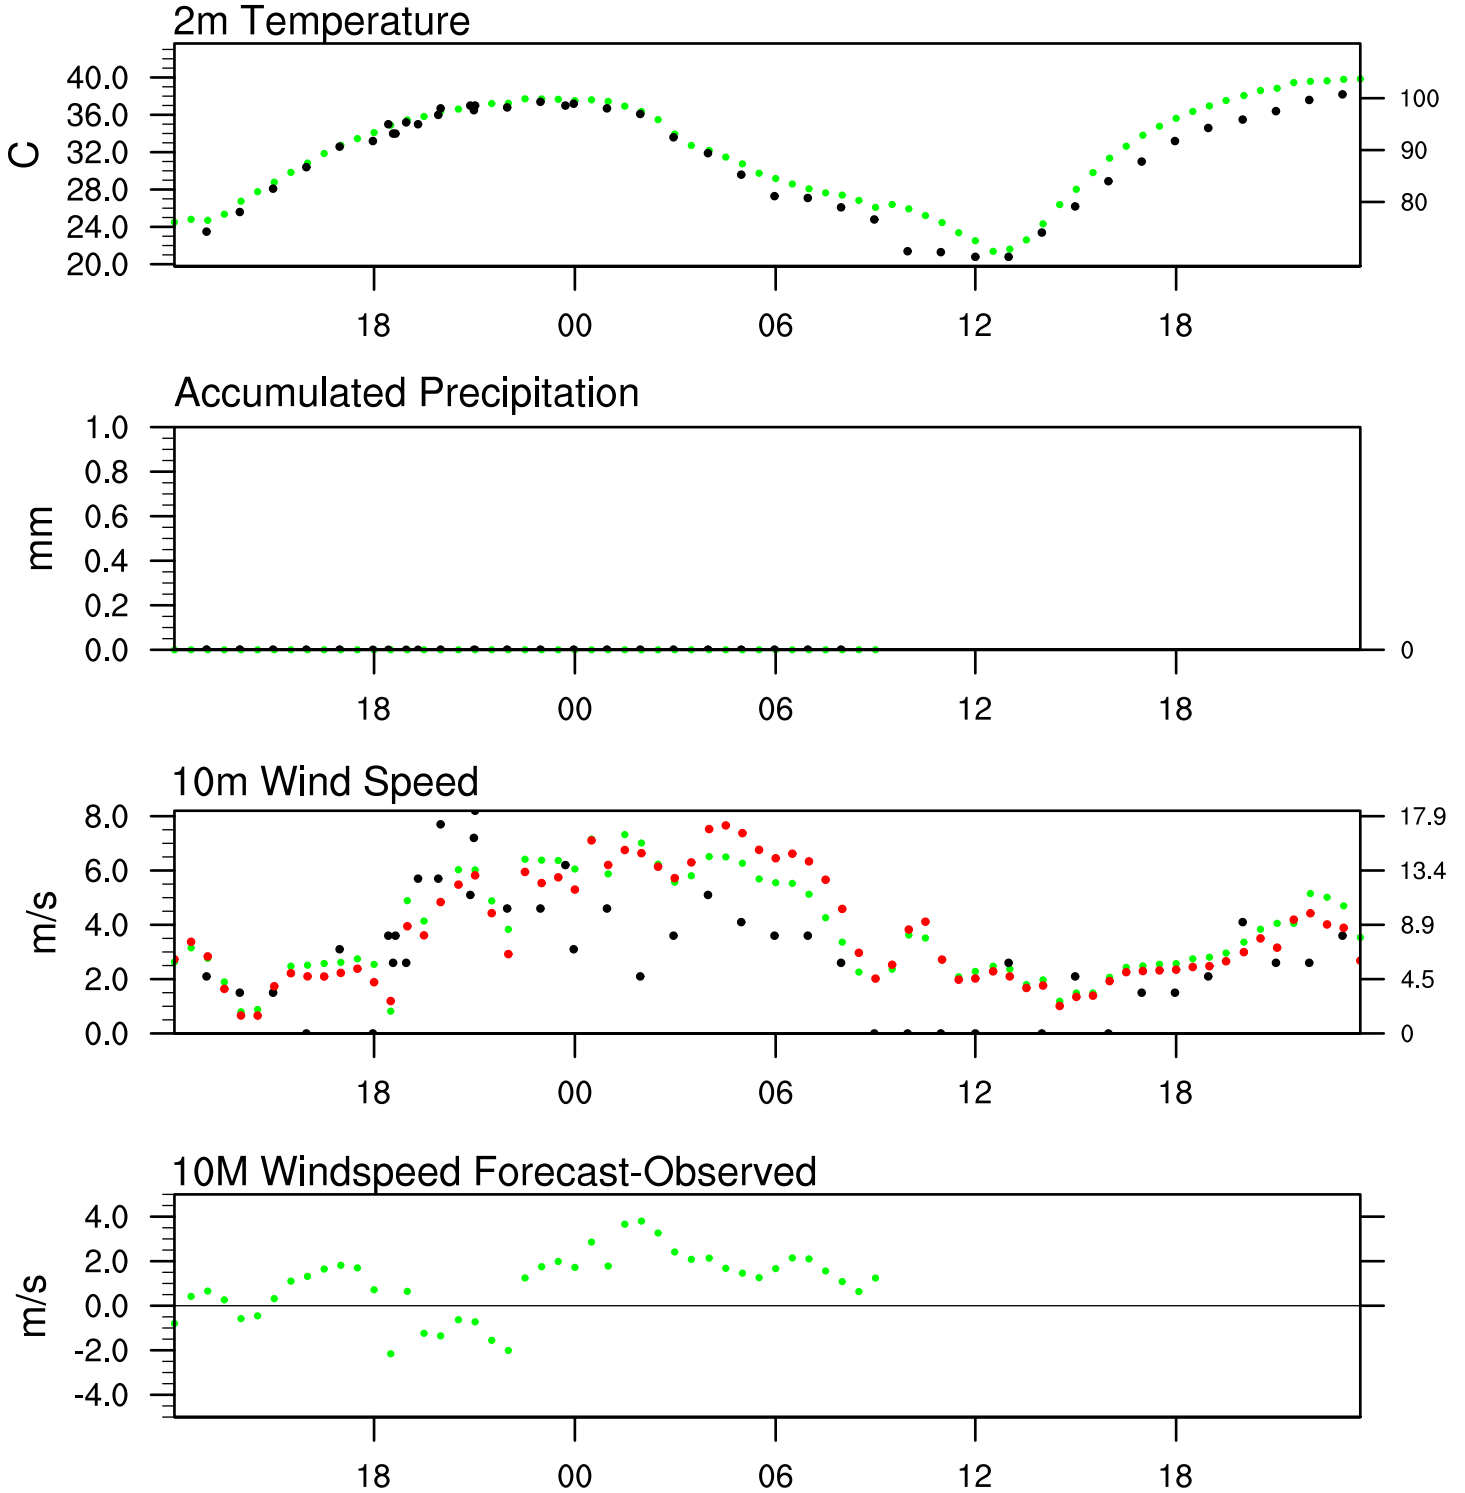 2m Temperature
40.0
36.0
32.0
28.0
24.0
20.0
C
100
90
80
18 00 06 12 18
Accumulated Precipitation
1.0
0.8
0.6
0.4
0.2
0.0
mm
0
18 00 06 12 18
10m Wind Speed
8.0
6.0
4.0
2.0
0.0
m/s
17.9
13.4
8.9
4.5
0
18 00 06 12 18
10M Windspeed Forecast-Observed
4.0
2.0
0.0
-2.0
-4.0
m/s
18 00 06 12 18